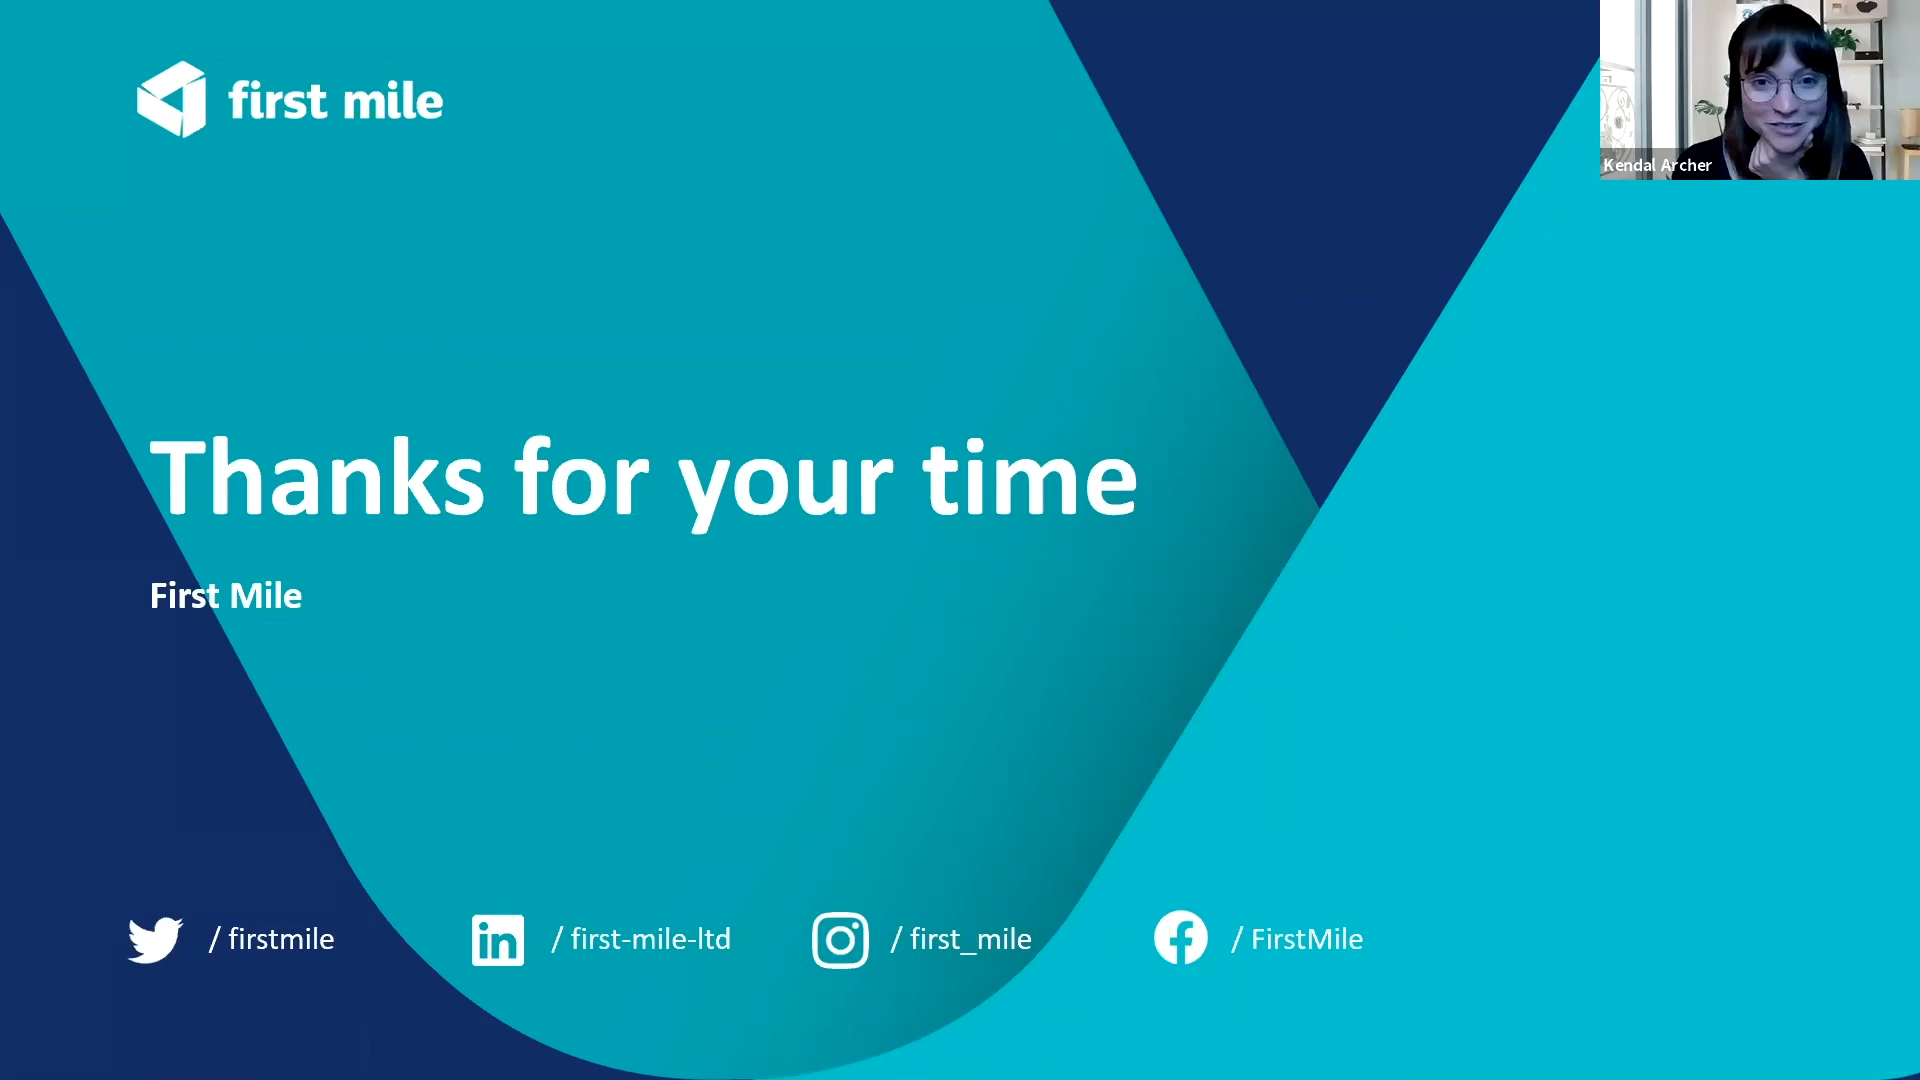 first mile
Kendal Archer
Thanks for your time
First Mile
/ firstmile
/ first-mile-ltd
/ first_mile
/ FirstMile